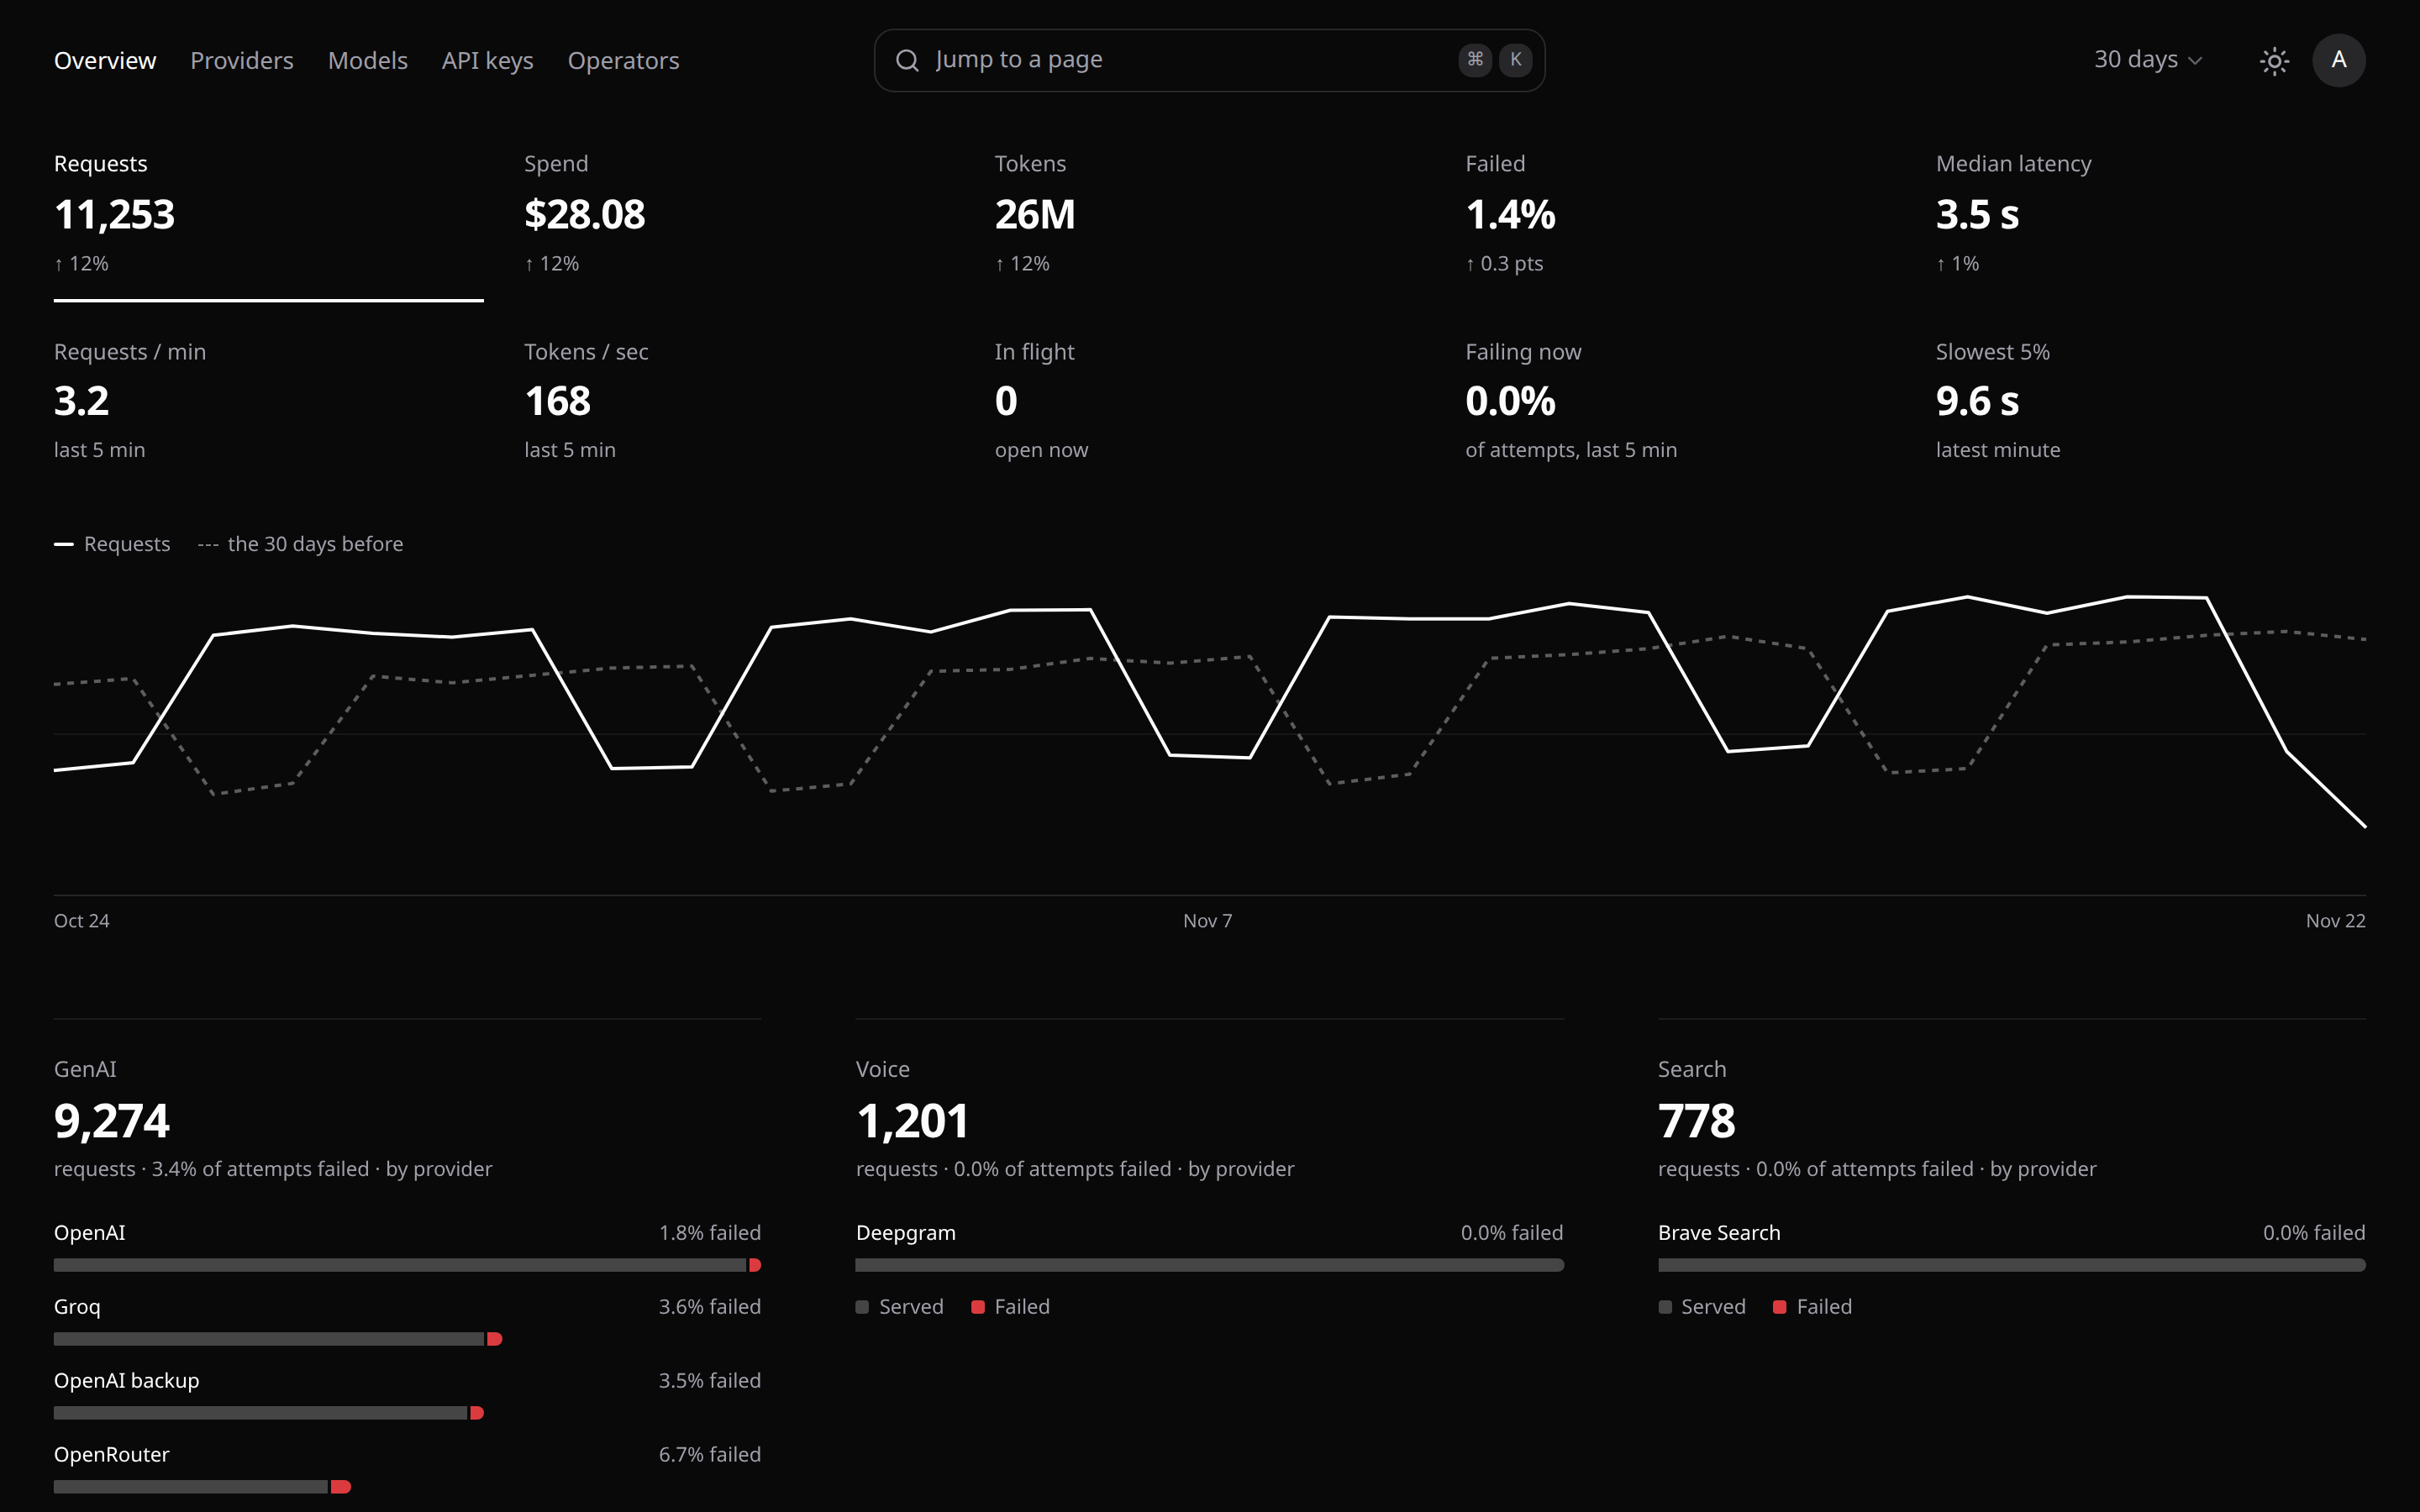 Overview Providers Models API keys Operators Jump to a page ⌘ K 30 days A
Requests Spend Tokens Failed Median latency
11,253 $28.08 26M 1.4% 3.5 s
↑ 12% ↑ 12% ↑ 12% ↑ 0.3 pts ↑ 1%
Requests / min Tokens / sec In flight Failing now Slowest 5%
3.2 168 0 0.0% 9.6 s
last 5 min last 5 min open now of attempts, last 5 min latest minute
Requests --- the 30 days before
Oct 24 Nov 7 Nov 22
GenAI Voice Search
9,274 1,201 778
requests · 3.4% of attempts failed · by provider requests · 0.0% of attempts failed · by provider requests · 0.0% of attempts failed · by provider
OpenAI 1.8% failed Deepgram 0.0% failed Brave Search 0.0% failed
Groq 3.6% failed Served Failed Served Failed
OpenAI backup 3.5% failed
OpenRouter 6.7% failed